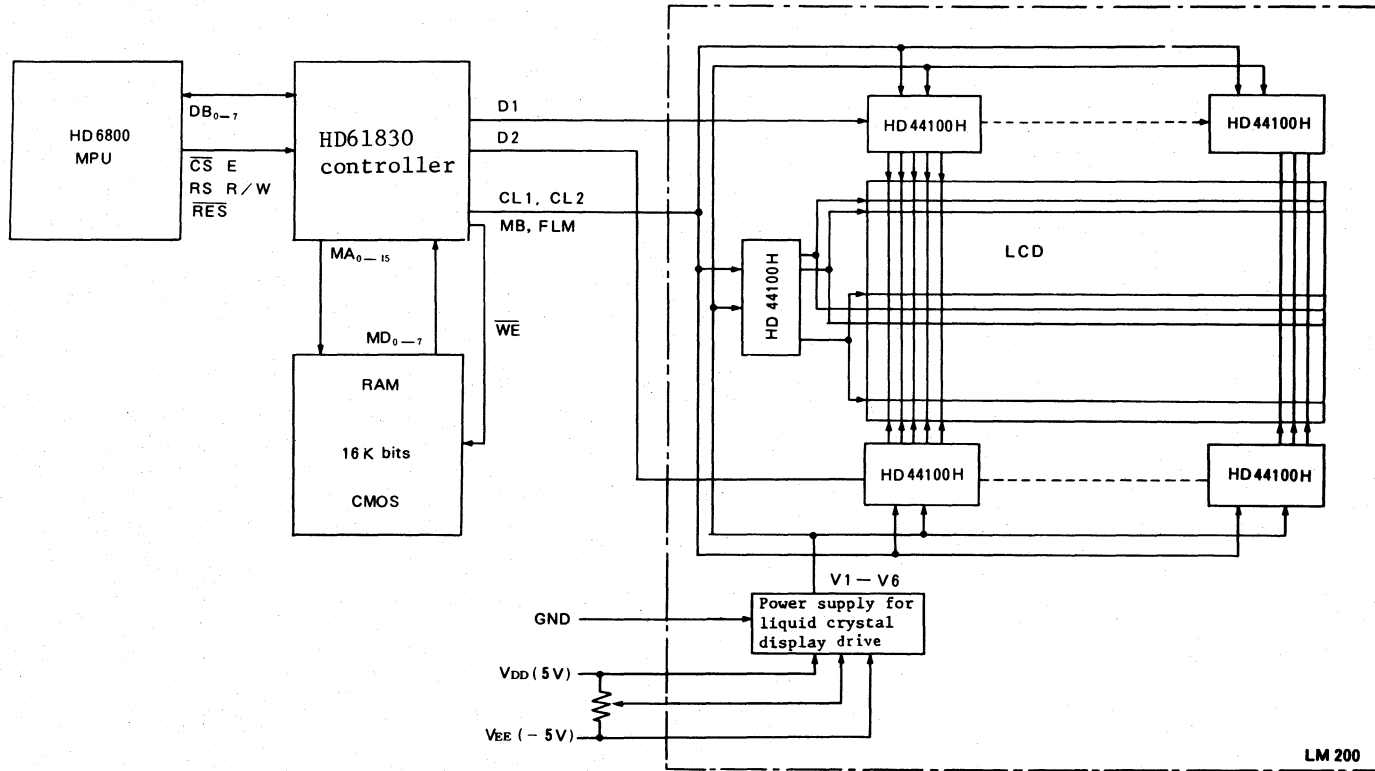 HD6800
MPU
DB0–7
CS E
RS R/W
RES
HD61830
controller
D1
D2
CL1, CL2
MB, FLM
MA0–15
MD0–7
WE
RAM
16K bits
CMOS
HD44100H
HD44100H
HD 44100H
LCD
HD44100H
HD44100H
V1–V6
Power supply for
liquid crystal
display drive
GND
VDD(5V)
VEE(-5V)
LM 200